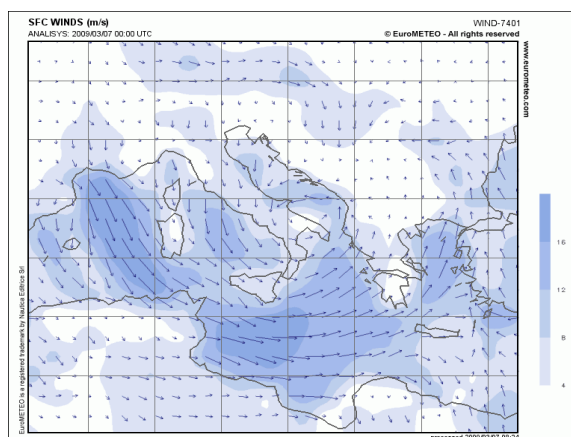 SFC WINDS (m/s)
WIND-7401
ANALISYS: 2009/03/07 00:00 UTC
© EuroMETEO - All rights reserved
www.eurometeo.com
EuroMETEO is a registered trademark by Nautica Editrice Srl
16
12
8
4